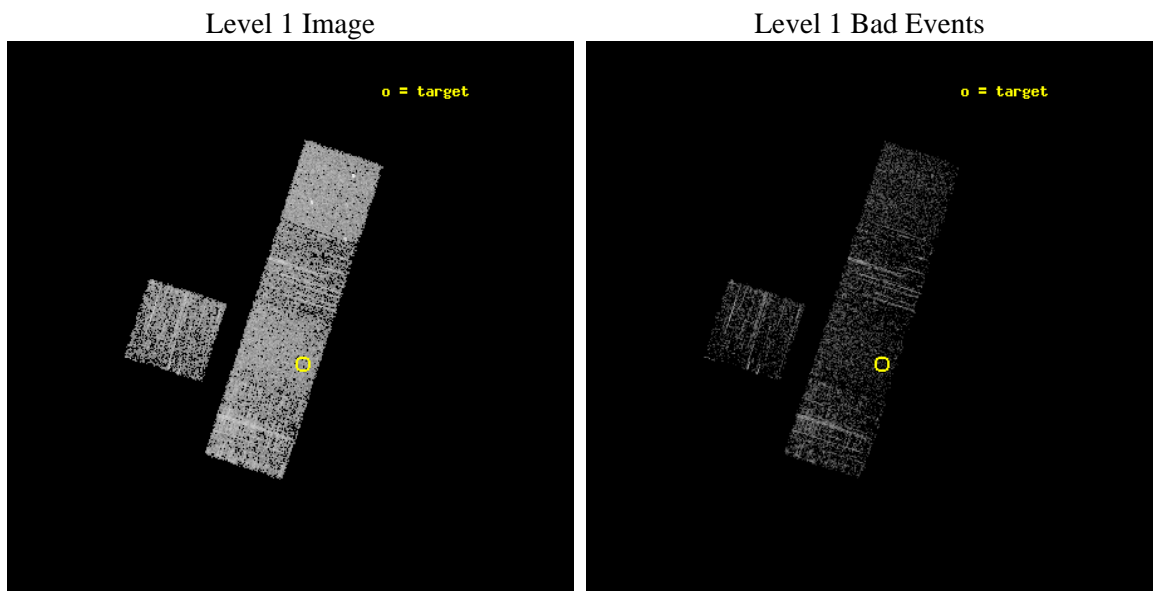 Level 1 Image
Level 1 Bad Events
o = target
o = target